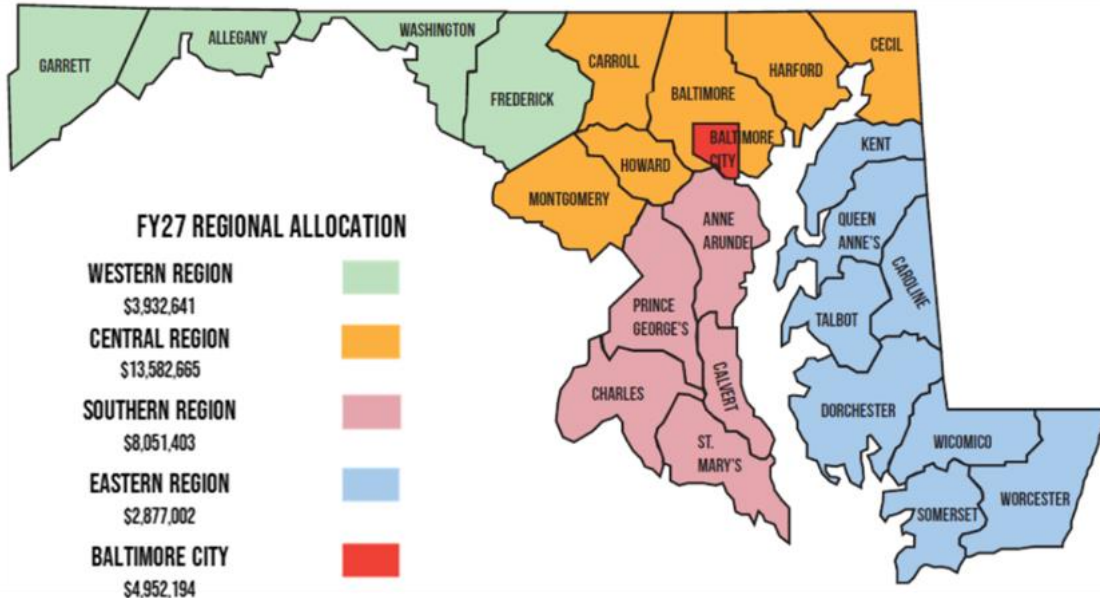 GARRETT
ALLEGANY
WASHINGTON
FREDERICK
CARROLL
BALTIMORE
HARFORD
CECIL
BALTIMORE
CITY
HOWARD
MONTGOMERY
KENT
QUEEN
ANNE'S
CAROLINE
TALBOT
ANNE
ARUNDEL
PRINCE
GEORGE'S
CALVERT
CHARLES
ST.
MARY'S
DORCHESTER
WICOMICO
SOMERSET
WORCESTER
FY27 REGIONAL ALLOCATION
WESTERN REGION
$3,932,641
CENTRAL REGION
$13,582,665
SOUTHERN REGION
$8,051,403
EASTERN REGION
$2,877,002
BALTIMORE CITY
$4,952,194